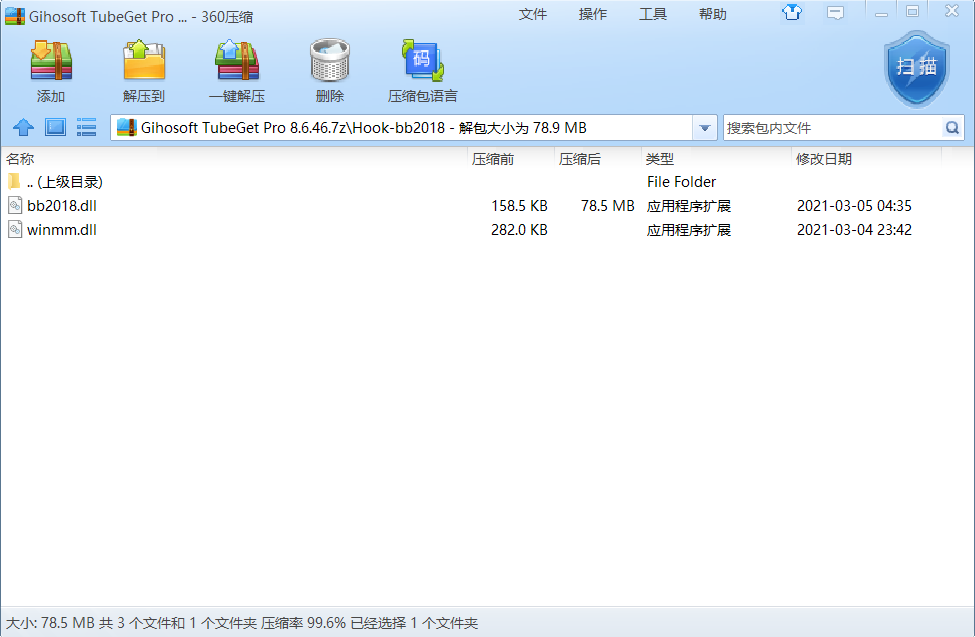 Gihosoft TubeGet Pro ... - 360压缩
文件 操作 工具 帮助
添加 解压到 一键解压 删除 码 压缩包语言 扫描
Gihosoft TubeGet Pro 8.6.46.7z\Hook-bb2018 - 解包大小为 78.9 MB 搜索包内文件
名称 压缩前 压缩后 类型 修改日期
.. (上级目录) File Folder
bb2018.dll 158.5 KB 78.5 MB 应用程序扩展 2021-03-05 04:35
winmm.dll 282.0 KB 应用程序扩展 2021-03-04 23:42
大小: 78.5 MB 共 3 个文件和 1 个文件夹 压缩率 99.6% 已经选择 1 个文件夹